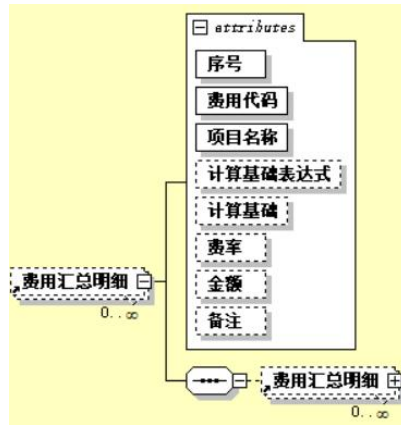 attributes
序号
费用代码
项目名称
计算基础表达式
计算基础
费率
金额
备注
费用汇总明细
0..∞
费用汇总明细
0..∞